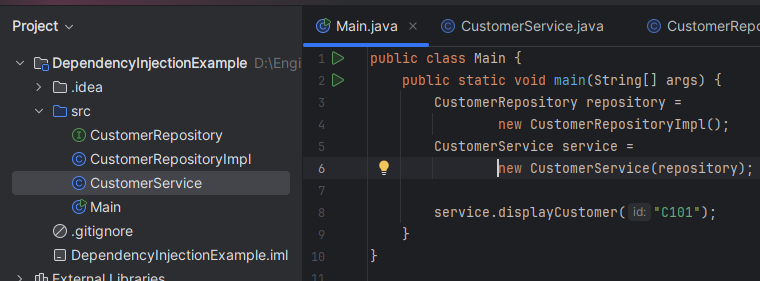 Project
DependencyInjectionExample D:\Engi
.idea
src
CustomerRepository
CustomerRepositoryImpl
CustomerService
Main
.gitignore
DependencyInjectionExample.iml
External Libraries
Main.java
CustomerService.java
CustomerRepo
1 public class Main {
2 public static void main(String[] args) {
3 CustomerRepository repository =
4 new CustomerRepositoryImpl();
5 CustomerService service =
6 new CustomerService(repository);
7
8 service.displayCustomer( id: "C101");
9 }
10 }
11